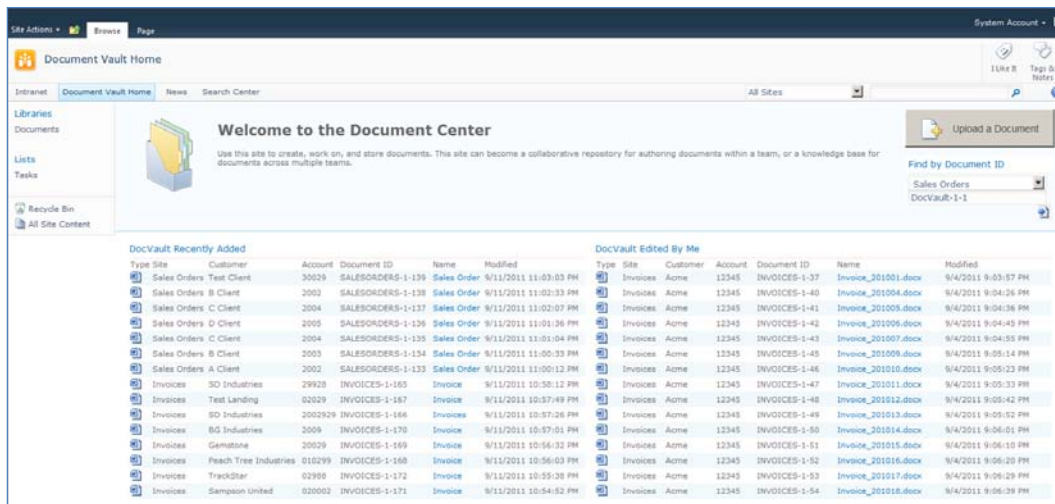 System Account
Site Actions Browse Page
Document Vault Home
I Like It Tags & Notes
Intranet Document Vault Home News Search Center All Sites
Libraries
Documents
Lists
Tasks
Recycle Bin
All Site Content
Welcome to the Document Center
Use this site to create, work on, and store documents. This site can become a collaborative repository for authoring documents within a team, or a knowledge base for
documents across multiple teams.
Upload a Document
Find by Document ID
Sales Orders
DocVault-1-1
DocVault Recently Added
Type Site Customer Account Document ID Name Modified
Sales Orders Test Client 30029 SALESORDERS-1-139 Sales Order 9/11/2011 11:03:03 PM
Sales Orders B Client 2002 SALESORDERS-1-138 Sales Order 9/11/2011 11:02:33 PM
Sales Orders C Client 2004 SALESORDERS-1-137 Sales Order 9/11/2011 11:02:07 PM
Sales Orders D Client 2005 SALESORDERS-1-136 Sales Order 9/11/2011 11:01:36 PM
Sales Orders C Client 2004 SALESORDERS-1-135 Sales Order 9/11/2011 11:01:04 PM
Sales Orders B Client 2003 SALESORDERS-1-134 Sales Order 9/11/2011 11:00:33 PM
Sales Orders A Client 2002 SALESORDERS-1-133 Sales Order 9/11/2011 11:00:12 PM
Invoices SD Industries 29928 INVOICES-1-165 Invoice 9/11/2011 10:58:12 PM
Invoices Test Landing 02029 INVOICES-1-167 Invoice 9/11/2011 10:57:49 PM
Invoices SD Industries 2002929 INVOICES-1-166 Invoices 9/11/2011 10:57:26 PM
Invoices BG Industries 2009 INVOICES-1-170 Invoice 9/11/2011 10:57:01 PM
Invoices Gemstone 20029 INVOICES-1-169 Invoice 9/11/2011 10:56:32 PM
Invoices Peach Tree Industries 010299 INVOICES-1-168 Invoice 9/11/2011 10:56:03 PM
Invoices TrackStar 02988 INVOICES-1-172 Invoice 9/11/2011 10:55:38 PM
Invoices Sampson United 020002 INVOICES-1-171 Invoice 9/11/2011 10:54:52 PM
DocVault Edited By Me
Type Site Customer Account Document ID Name Modified
Invoices Acme 12345 INVOICES-1-37 Invoice_201001.docx 9/4/2011 9:03:57 PM
Invoices Acme 12345 INVOICES-1-40 Invoice_201004.docx 9/4/2011 9:04:26 PM
Invoices Acme 12345 INVOICES-1-41 Invoice_201005.docx 9/4/2011 9:04:36 PM
Invoices Acme 12345 INVOICES-1-42 Invoice_201006.docx 9/4/2011 9:04:45 PM
Invoices Acme 12345 INVOICES-1-43 Invoice_201007.docx 9/4/2011 9:04:55 PM
Invoices Acme 12345 INVOICES-1-45 Invoice_201009.docx 9/4/2011 9:05:14 PM
Invoices Acme 12345 INVOICES-1-46 Invoice_201010.docx 9/4/2011 9:05:23 PM
Invoices Acme 12345 INVOICES-1-47 Invoice_201011.docx 9/4/2011 9:05:33 PM
Invoices Acme 12345 INVOICES-1-48 Invoice_201012.docx 9/4/2011 9:05:42 PM
Invoices Acme 12345 INVOICES-1-49 Invoice_201013.docx 9/4/2011 9:05:52 PM
Invoices Acme 12345 INVOICES-1-50 Invoice_201014.docx 9/4/2011 9:06:01 PM
Invoices Acme 12345 INVOICES-1-51 Invoice_201015.docx 9/4/2011 9:06:10 PM
Invoices Acme 12345 INVOICES-1-52 Invoice_201016.docx 9/4/2011 9:06:20 PM
Invoices Acme 12345 INVOICES-1-53 Invoice_201017.docx 9/4/2011 9:06:29 PM
Invoices Acme 12345 INVOICES-1-54 Invoice_201018.docx 9/4/2011 9:06:39 PM